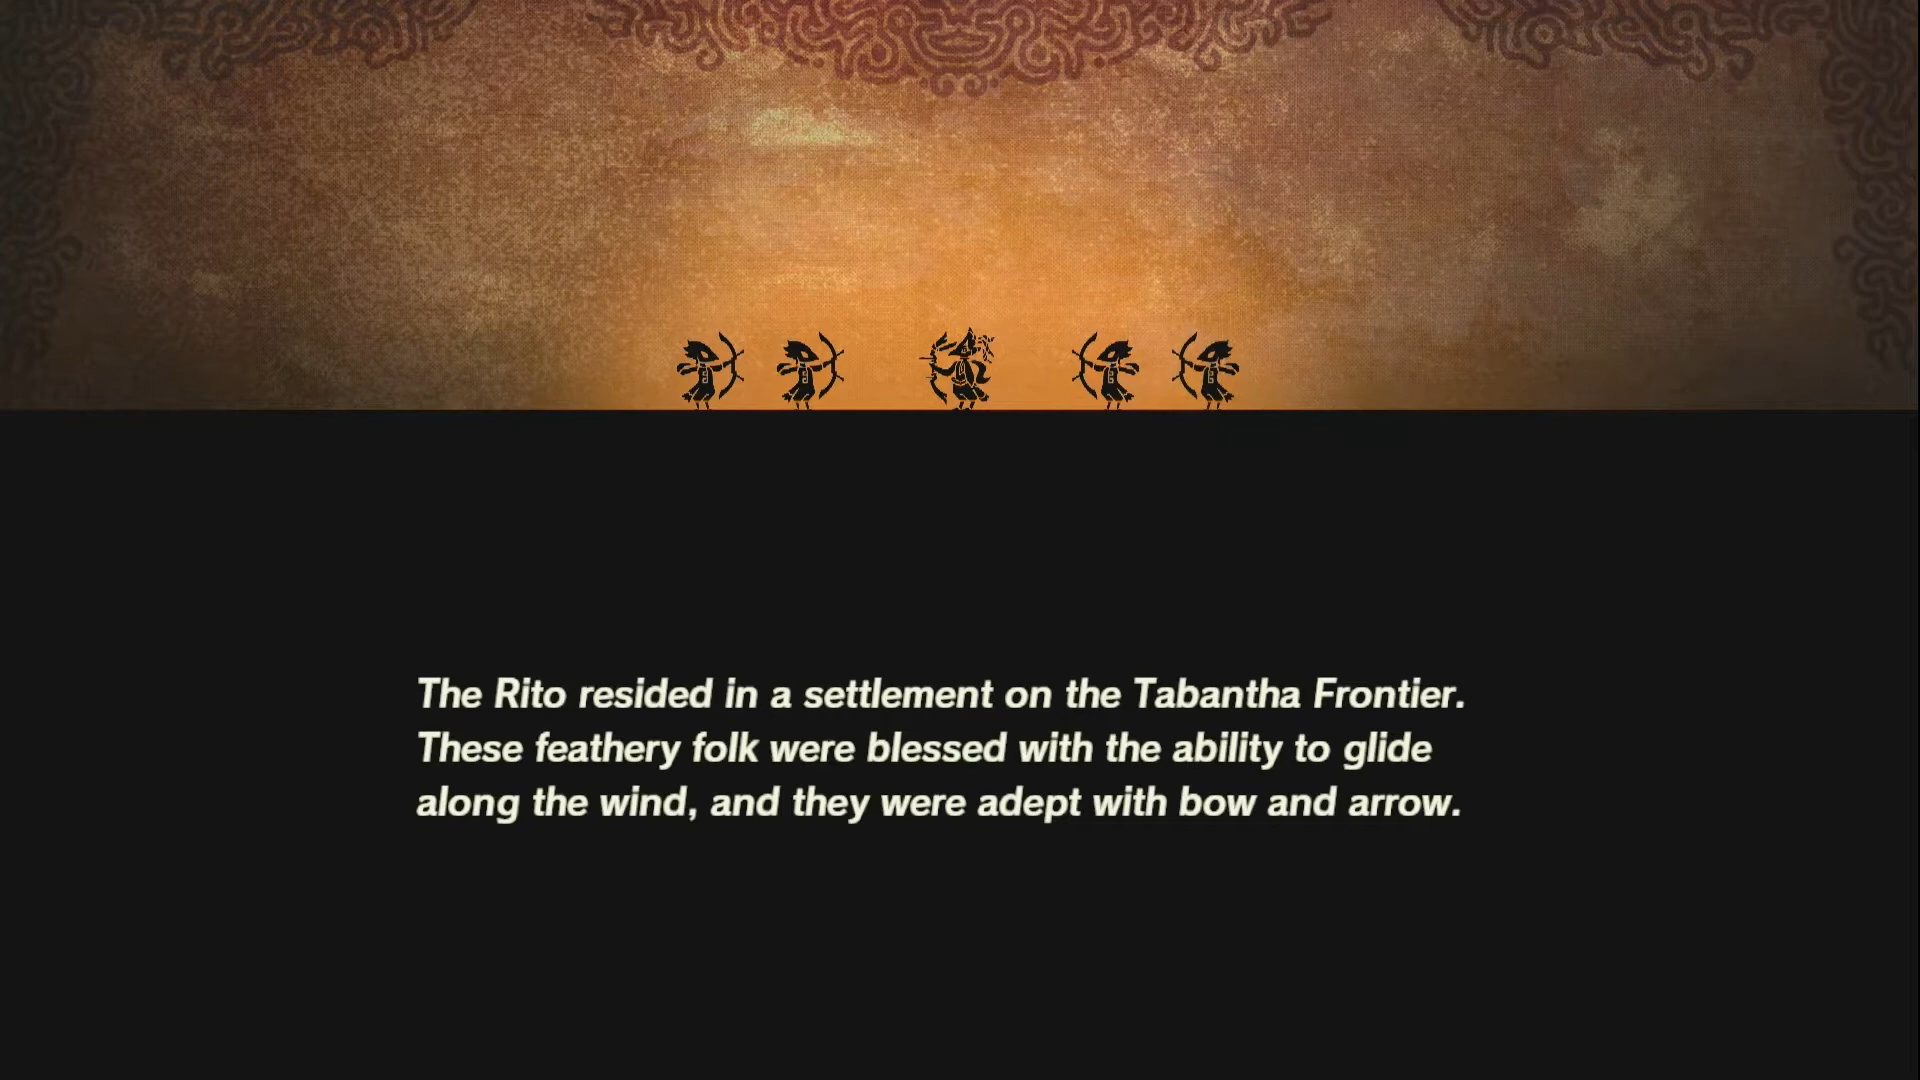 The Rito resided in a settlement on the Tabantha Frontier.
These feathery folk were blessed with the ability to glide
along the wind, and they were adept with bow and arrow.